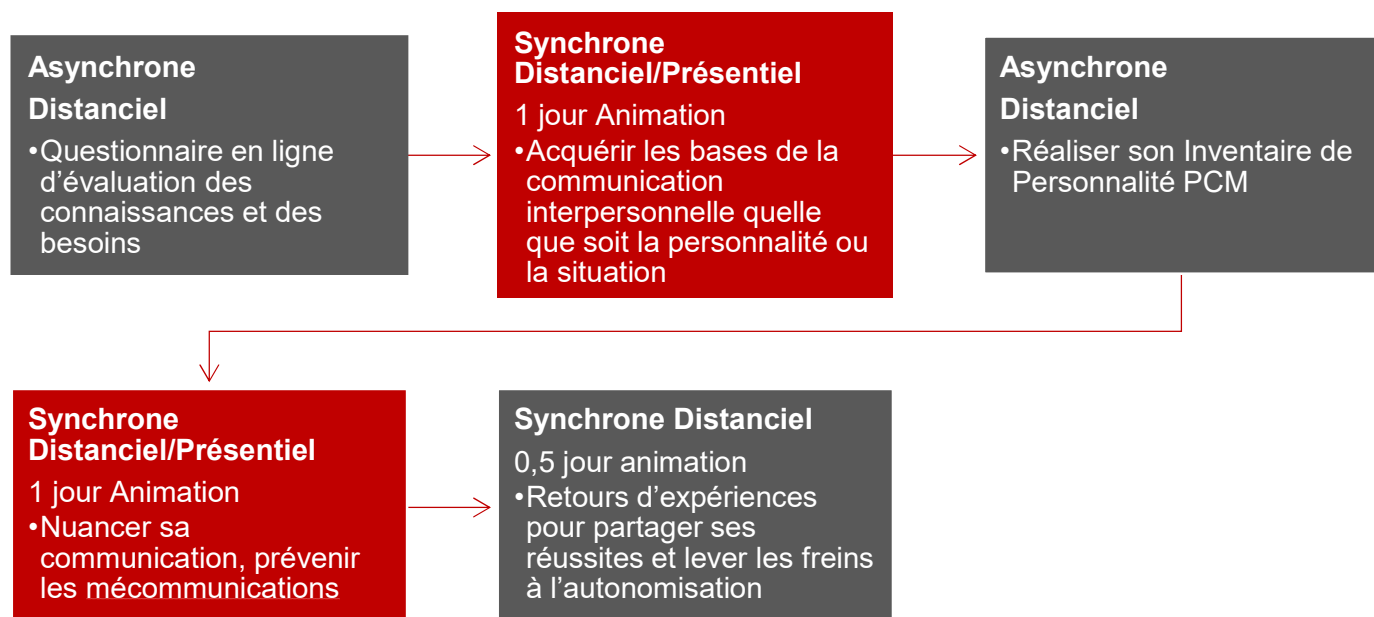 Asynchrone
Distanciel
•Questionnaire en ligne
d’évaluation des
connaissances et des
besoins
Synchrone
Distanciel/Présentiel
1 jour Animation
•Acquérir les bases de la
communication
interpersonnelle quelle
que soit la personnalité ou
la situation
Asynchrone
Distanciel
•Réaliser son Inventaire de
Personnalité PCM
Synchrone
Distanciel/Présentiel
1 jour Animation
•Nuancer sa
communication, prévenir
les mécommunications
Synchrone Distanciel
0,5 jour animation
•Retours d’expériences
pour partager ses
réussites et lever les freins
à l’autonomisation